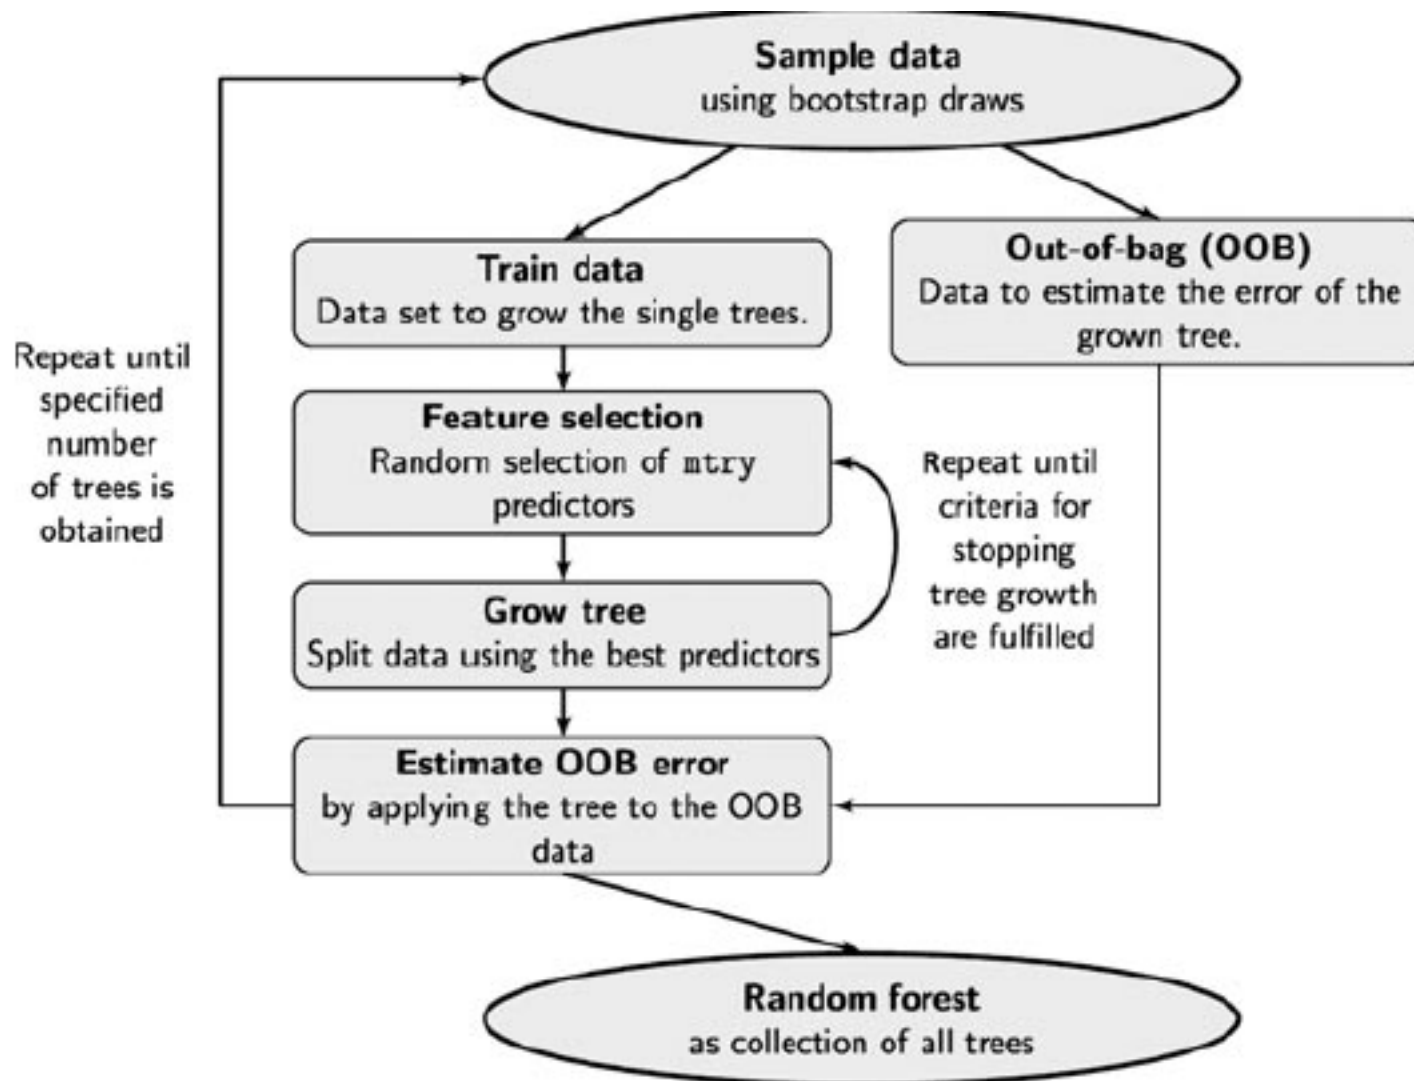 Sample data
using bootstrap draws
Train data
Data set to grow the single trees.
Out-of-bag (OOB)
Data to estimate the error of the
grown tree.
Repeat until
specified
number
of trees is
obtained
Feature selection
Random selection of mtry
predictors
Repeat until
criteria for
stopping
tree growth
are fulfilled
Grow tree
Split data using the best predictors
Estimate OOB error
by applying the tree to the OOB
data
Random forest
as collection of all trees